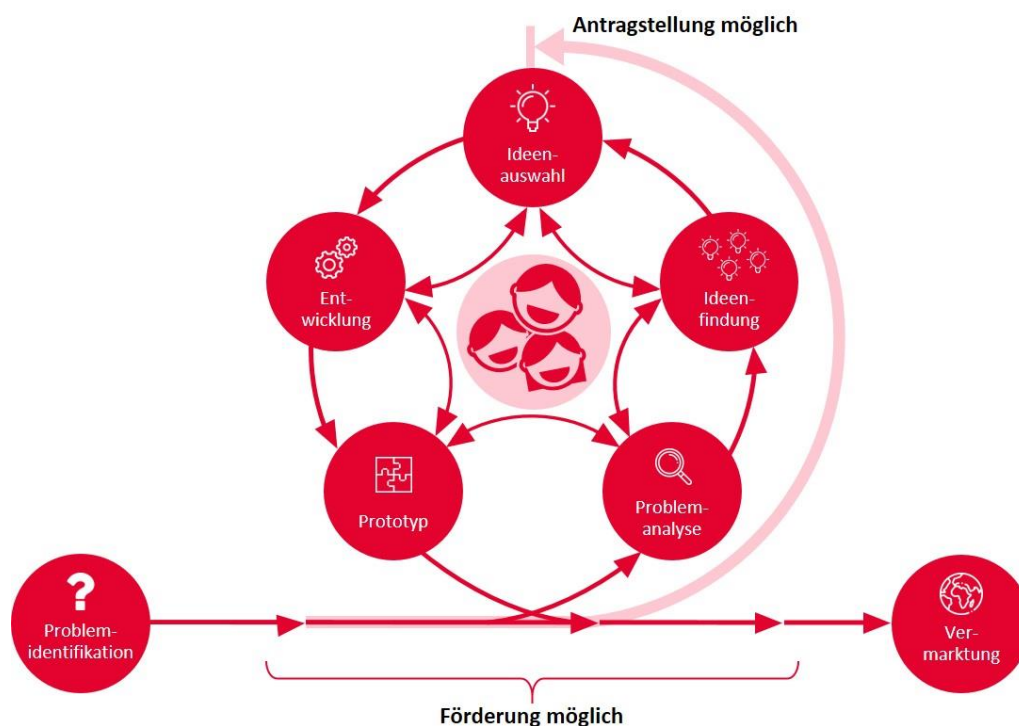 Antragstellung möglich
Ideen-
auswahl
Ent-
wicklung
Ideen-
findung
Prototyp
Problem-
analyse
?
Problem-
identifikation
Ver-
marktung
Förderung möglich